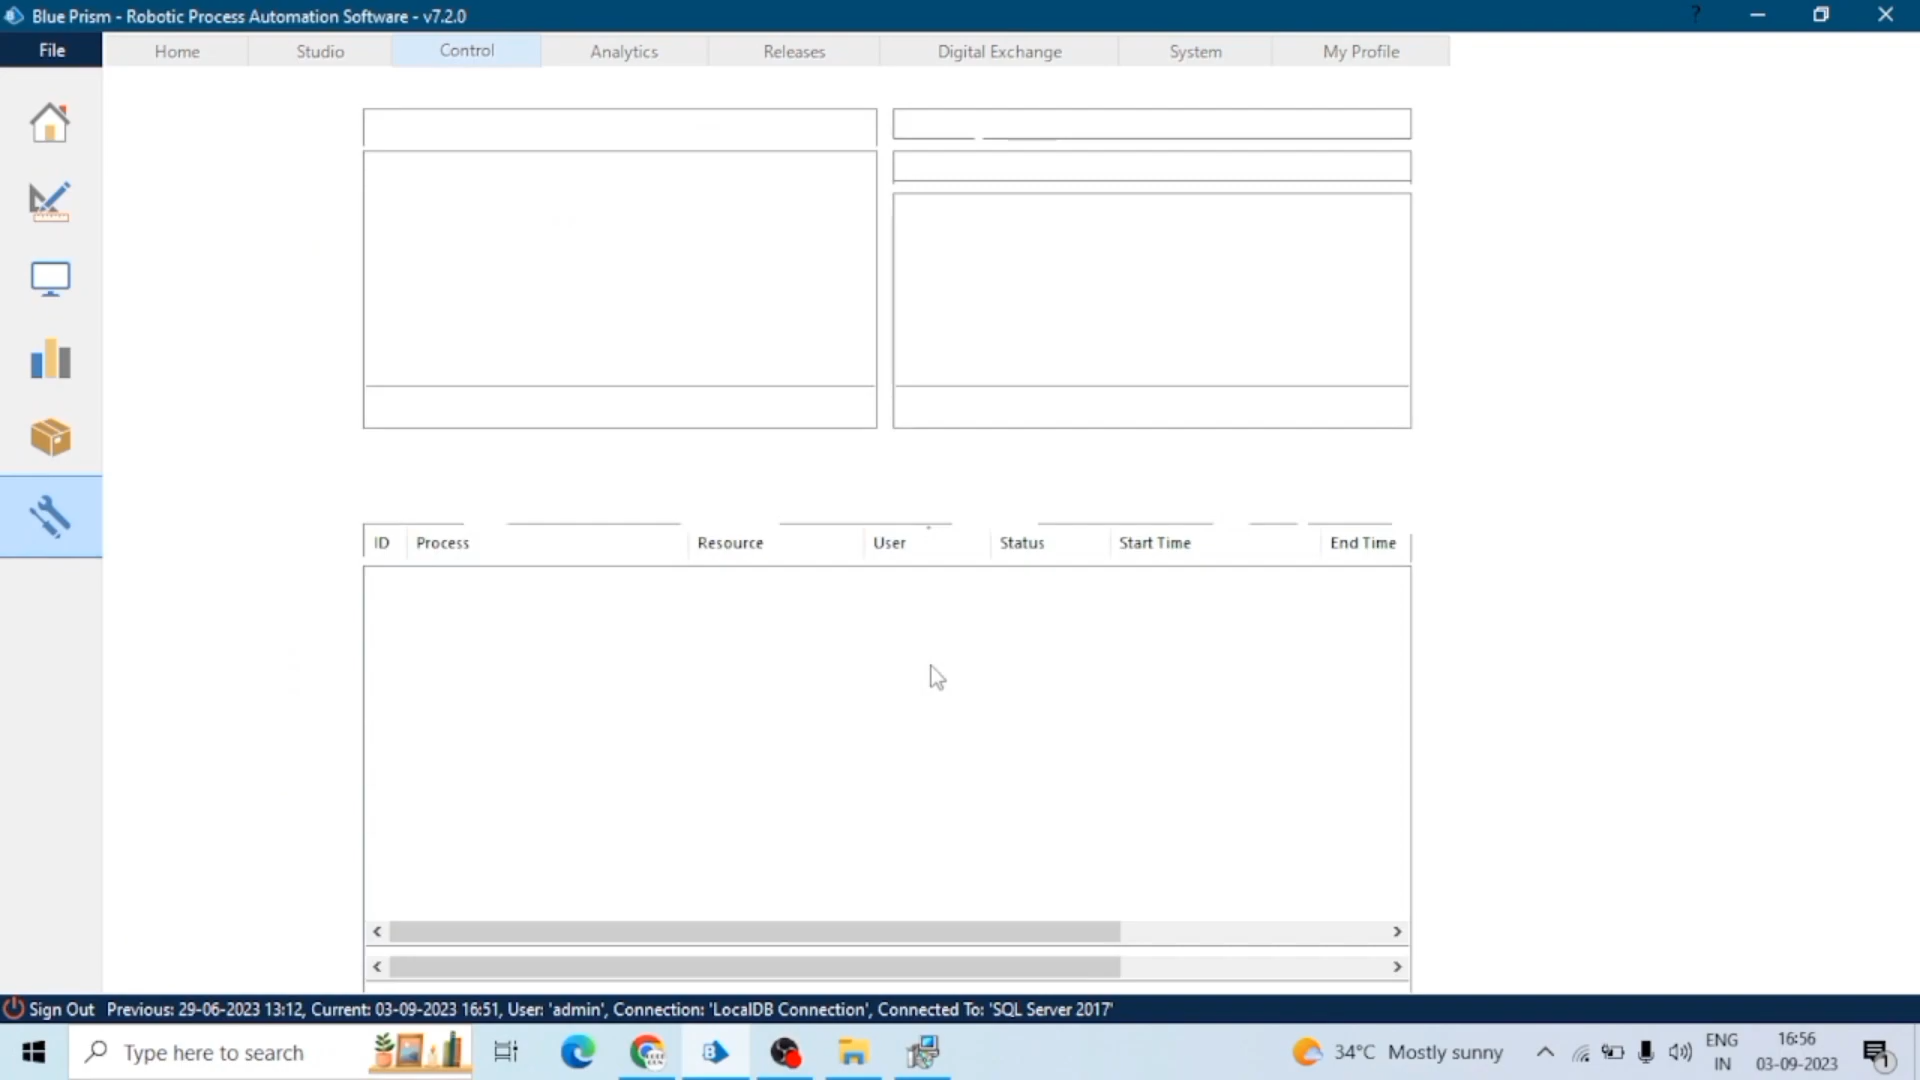 Blue Prism - Robotic Process Automation Software - v7.2.0
?
File Home Studio Control Analytics Releases Digital Exchange System My Profile
ID Process Resource User Status Start Time End Time
Sign Out Previous: 29-06-2023 13:12, Current: 03-09-2023 16:51, User: 'admin', Connection: 'LocalDB Connection', Connected To: 'SQL Server 2017'
Type here to search
34°C Mostly sunny
ENG
IN
16:56
03-09-2023
1